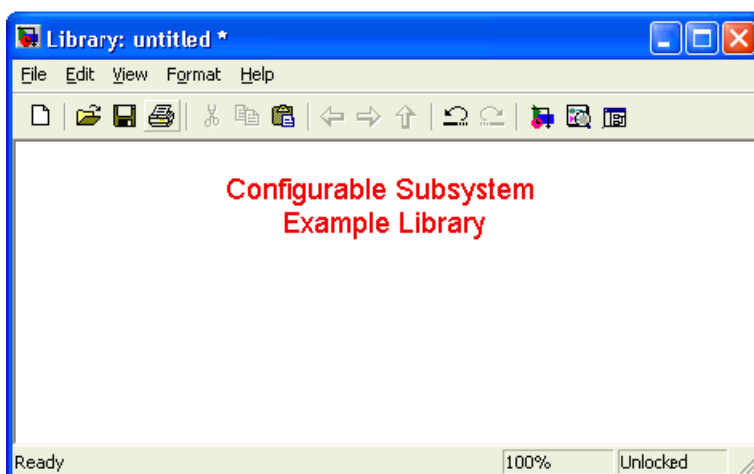 Library: untitled *
File Edit View Format Help
Configurable Subsystem
Example Library
Ready 100% Unlocked